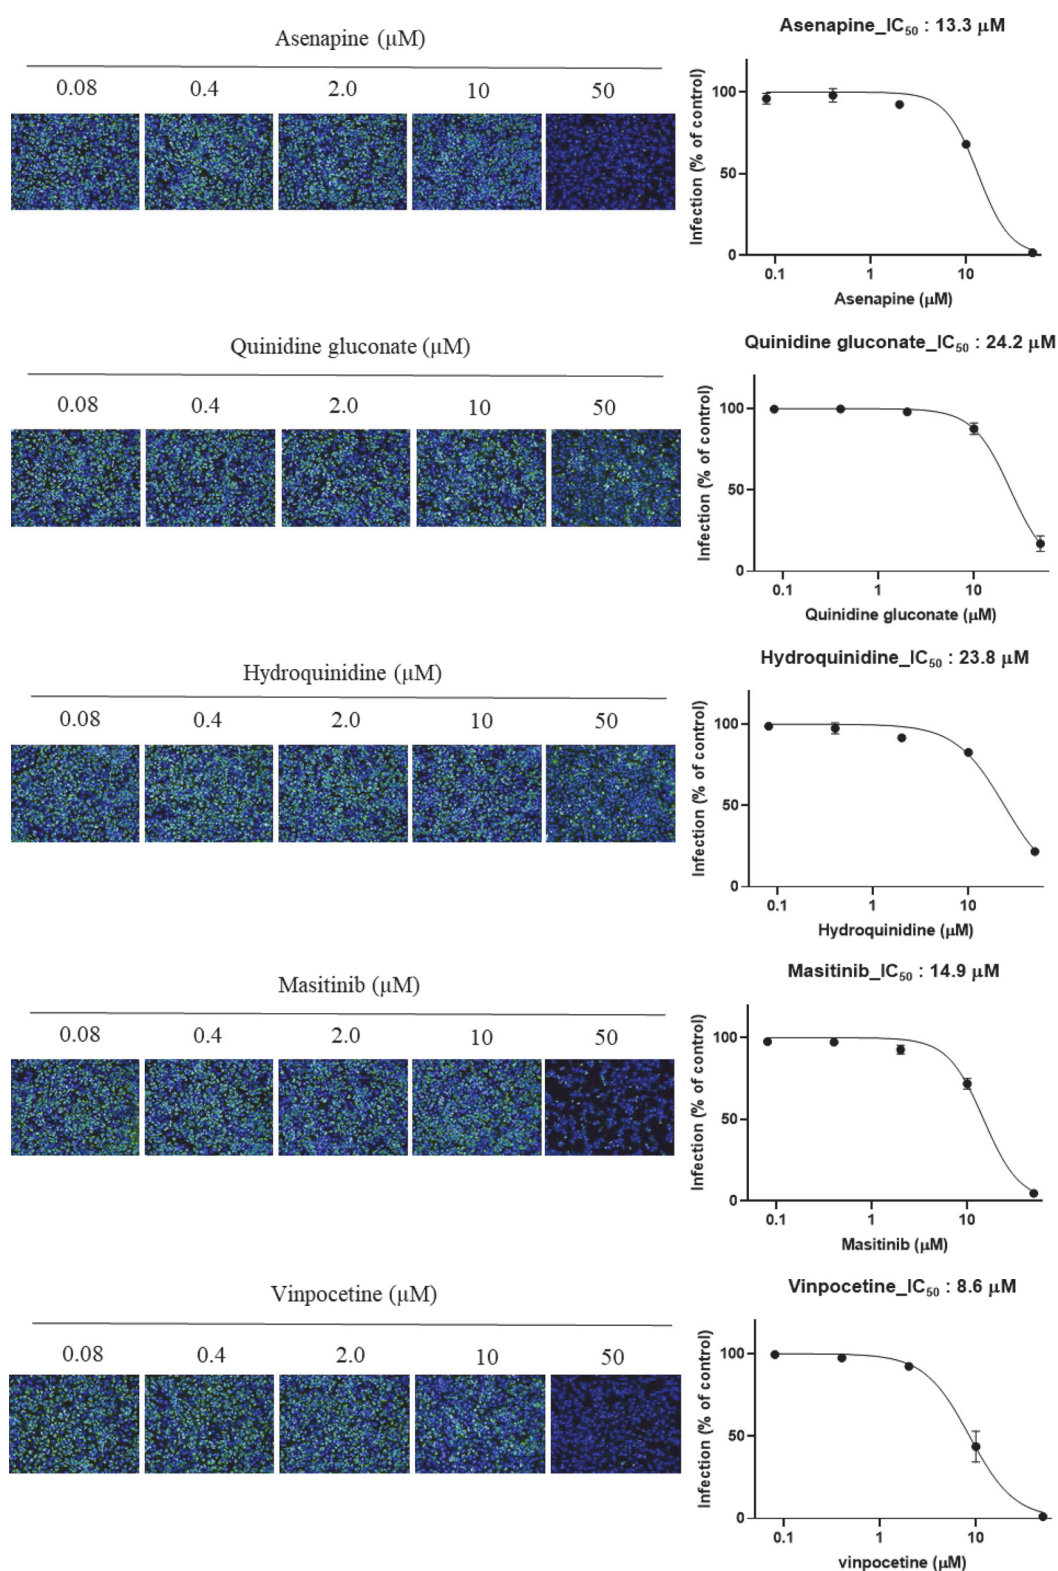 Asenapine (µM)
0.08 0.4 2.0 10 50
Asenapine_IC50 : 13.3 µM
Infection (% of control)
100
50
0
0.1 1 10
Asenapine (µM)
Quinidine gluconate (µM)
0.08 0.4 2.0 10 50
Quinidine gluconate_IC50 : 24.2 µM
Infection (% of control)
100
50
0
0.1 1 10
Quinidine gluconate (µM)
Hydroquinidine (µM)
0.08 0.4 2.0 10 50
Hydroquinidine_IC50 : 23.8 µM
Infection (% of control)
100
50
0
0.1 1 10
Hydroquinidine (µM)
Masitinib (µM)
0.08 0.4 2.0 10 50
Masitinib_IC50 : 14.9 µM
Infection (% of control)
100
50
0
0.1 1 10
Masitinib (µM)
Vinpocetine (µM)
0.08 0.4 2.0 10 50
Vinpocetine_IC50 : 8.6 µM
Infection (% of control)
100
50
0
0.1 1 10
vinpocetine (µM)